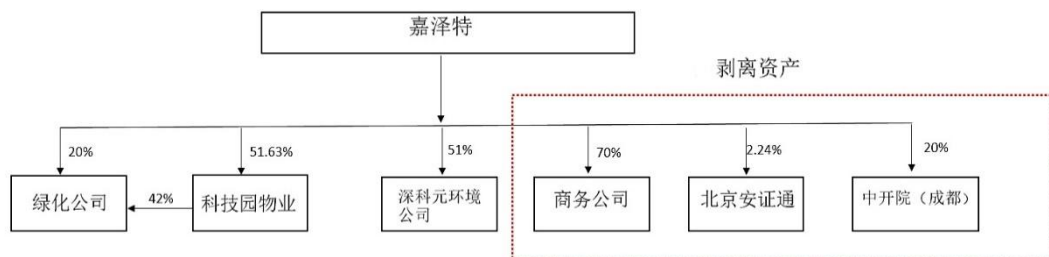 嘉泽特
剥离资产
20%
51.63%
51%
70%
2.24%
20%
绿化公司
42%
科技园物业
深科元环境
公司
商务公司
北京安证通
中开院（成都）